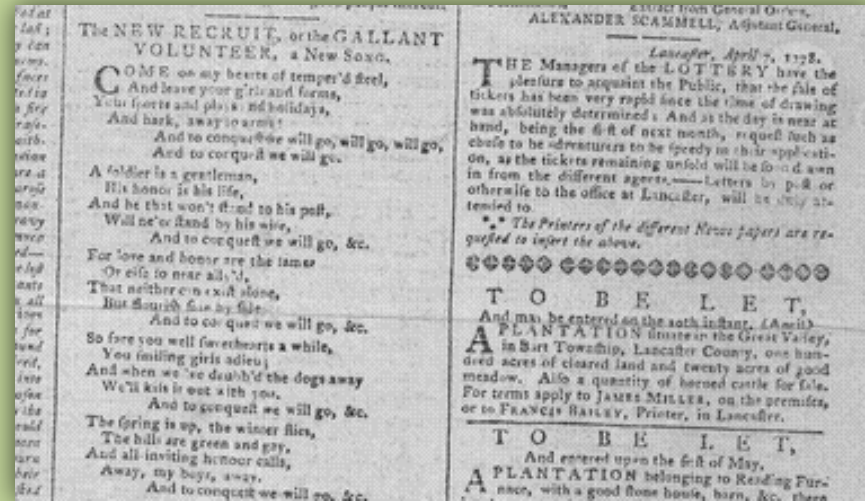 The NEW RECRUIT, or the GALLANT
VOLUNTEER, a New SONG.
COME on my hearts of temper'd steel,
And leave your girls and farms,
Your sports and plays and holidays,
And hark, away to arms!
And to conquest we will go, will go, will go,
And to conquest we will go.
A soldier is a gentleman,
His honor is his life,
And he that won't stand to his post,
Will ne'er stand by his wife,
And to conquest we will go, &c.
For love and honor are the same
Or else so near ally'd,
That neither can exist alone,
But flourish side by side
And to conquest we will go, &c.
So fare you well sweethearts a while,
You smiling girls adieu;
And when we've drubb'd the dogs away
We'll kiss it out with you.
And to conquest we will go, &c.
The spring is up, the winter flies,
The hills are green and gay,
And all-inviting honour calls,
Away, my boys, away.
And to conquest we will go, &c.
Extract from General Orders,
ALEXANDER SCAMMELL, Adjutant General.
Lancaster, April 7, 1778.
THE Managers of the LOTTERY have the
pleasure to acquaint the Public, that the sale of
tickets has been very rapid since the time of drawing
was absolutely determined: And as the day is near at
hand, being the first of next month, request such as
chuse to be adventurers to be speedy in their applicati-
on, as the tickets remaining unsold will be
in from the different agents.—Letters by post or
otherwise to the office at Lancaster, will be duly at-
tended to.
*** The Printers of the different News papers are re-
quested to insert the above.
TO BE LET,
And may be entered on the 20th instant, (April)
A PLANTATION situate in the Great Valley,
in Bart Township, Lancaster County, one hun-
dred acres of cleared land and twenty acres of good
meadow. Also a quantity of horned cattle for sale.
For terms apply to JAMES MILLER, on the premises,
or to FRANCIS BAILEY, Printer, in Lancaster.
TO BE LET,
And entered upon the first of May,
A PLANTATION belonging to Reading Fur-
nace, with a good stone house, barn, &c. there